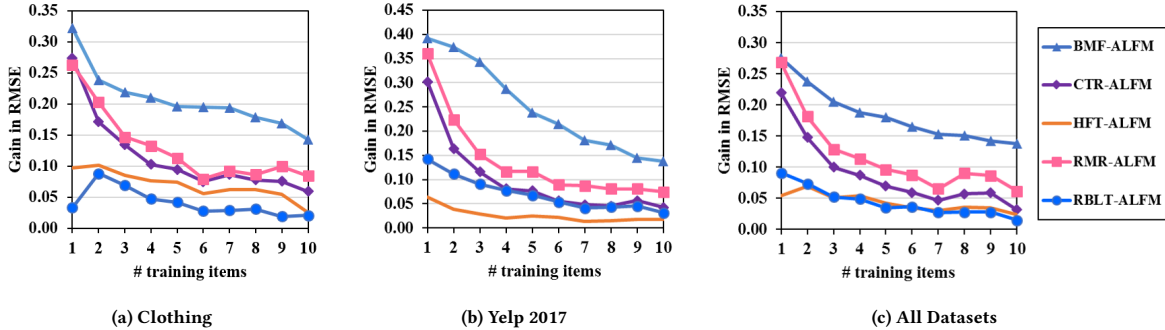 0.35
0.30
0.25
0.20
0.15
0.10
0.05
0.00
Gain in RMSE
1 2 3 4 5 6 7 8 9 10
# training items
(a) Clothing
0.45
0.40
0.35
0.30
0.25
0.20
0.15
0.10
0.05
0.00
Gain in RMSE
1 2 3 4 5 6 7 8 9 10
# training items
(b) Yelp 2017
0.35
0.30
0.25
0.20
0.15
0.10
0.05
0.00
Gain in RMSE
1 2 3 4 5 6 7 8 9 10
# training items
(c) All Datasets
BMF-ALFM
CTR-ALFM
HFT-ALFM
RMR-ALFM
RBLT-ALFM